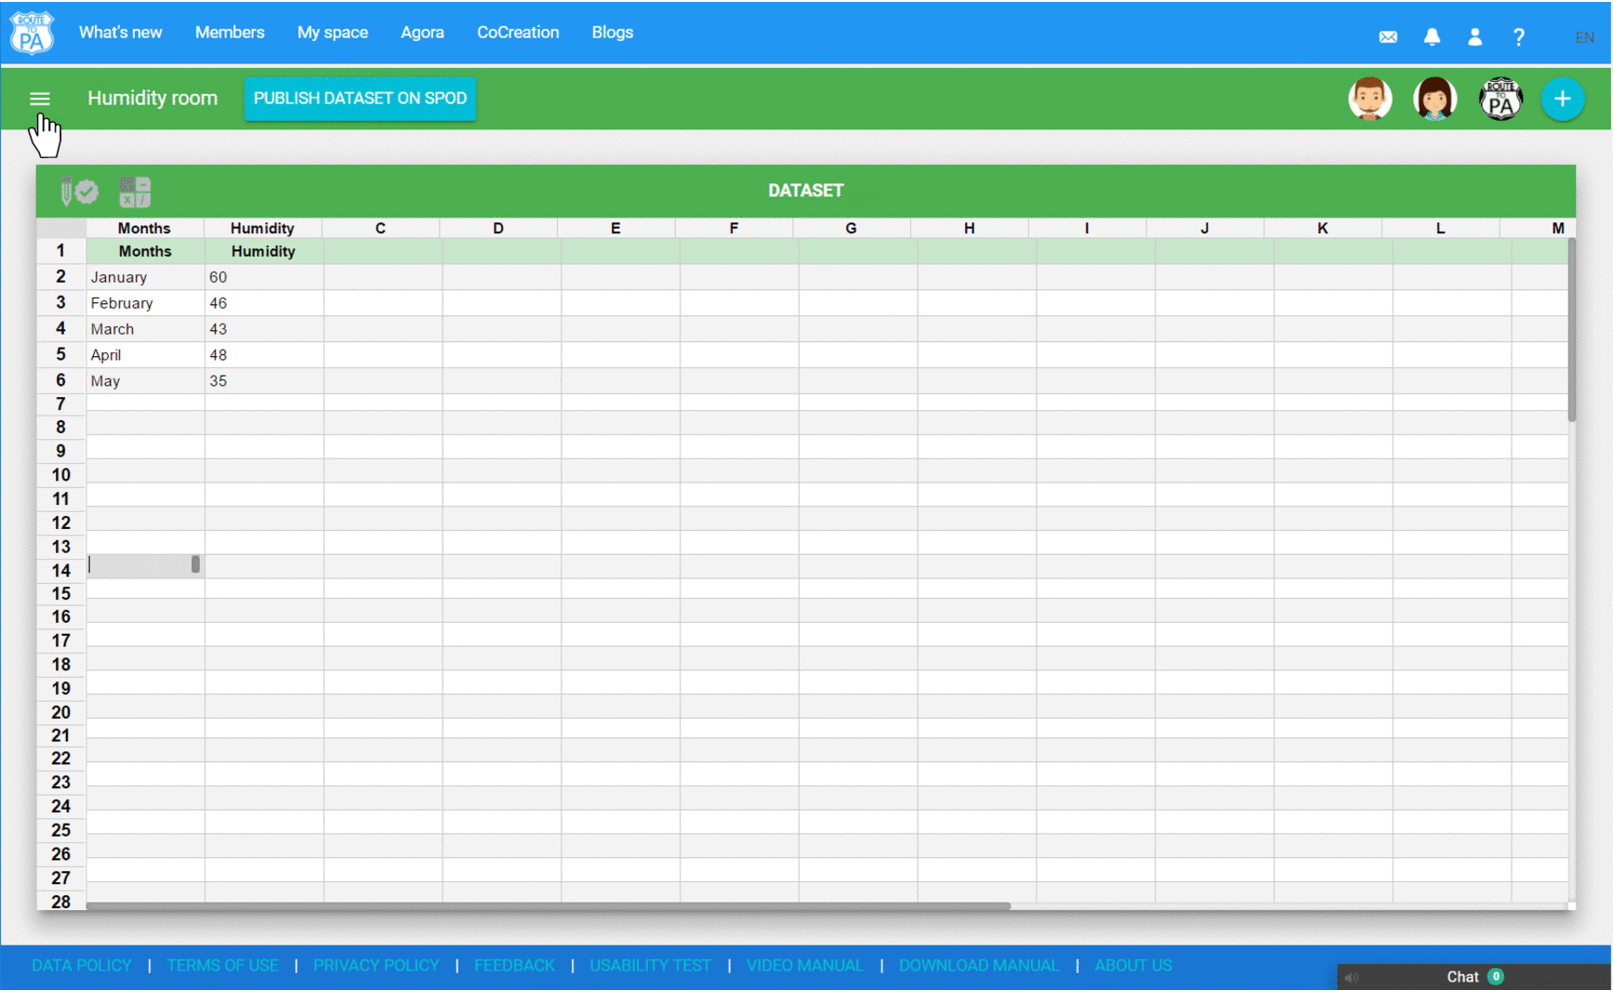 ROUTE TO PA What's new Members My space Agora CoCreation Blogs ? EN
Humidity room PUBLISH DATASET ON SPOD ROUTE TO PA +
DATASET
Months Humidity C D E F G H I J K L M
1 Months Humidity
2 January 60
3 February 46
4 March 43
5 April 48
6 May 35
7
8
9
10
11
12
13
14
15
16
17
18
19
20
21
22
23
24
25
26
27
28
DATA POLICY | TERMS OF USE | PRIVACY POLICY | FEEDBACK | USABILITY TEST | VIDEO MANUAL | DOWNLOAD MANUAL | ABOUT US
Chat 0